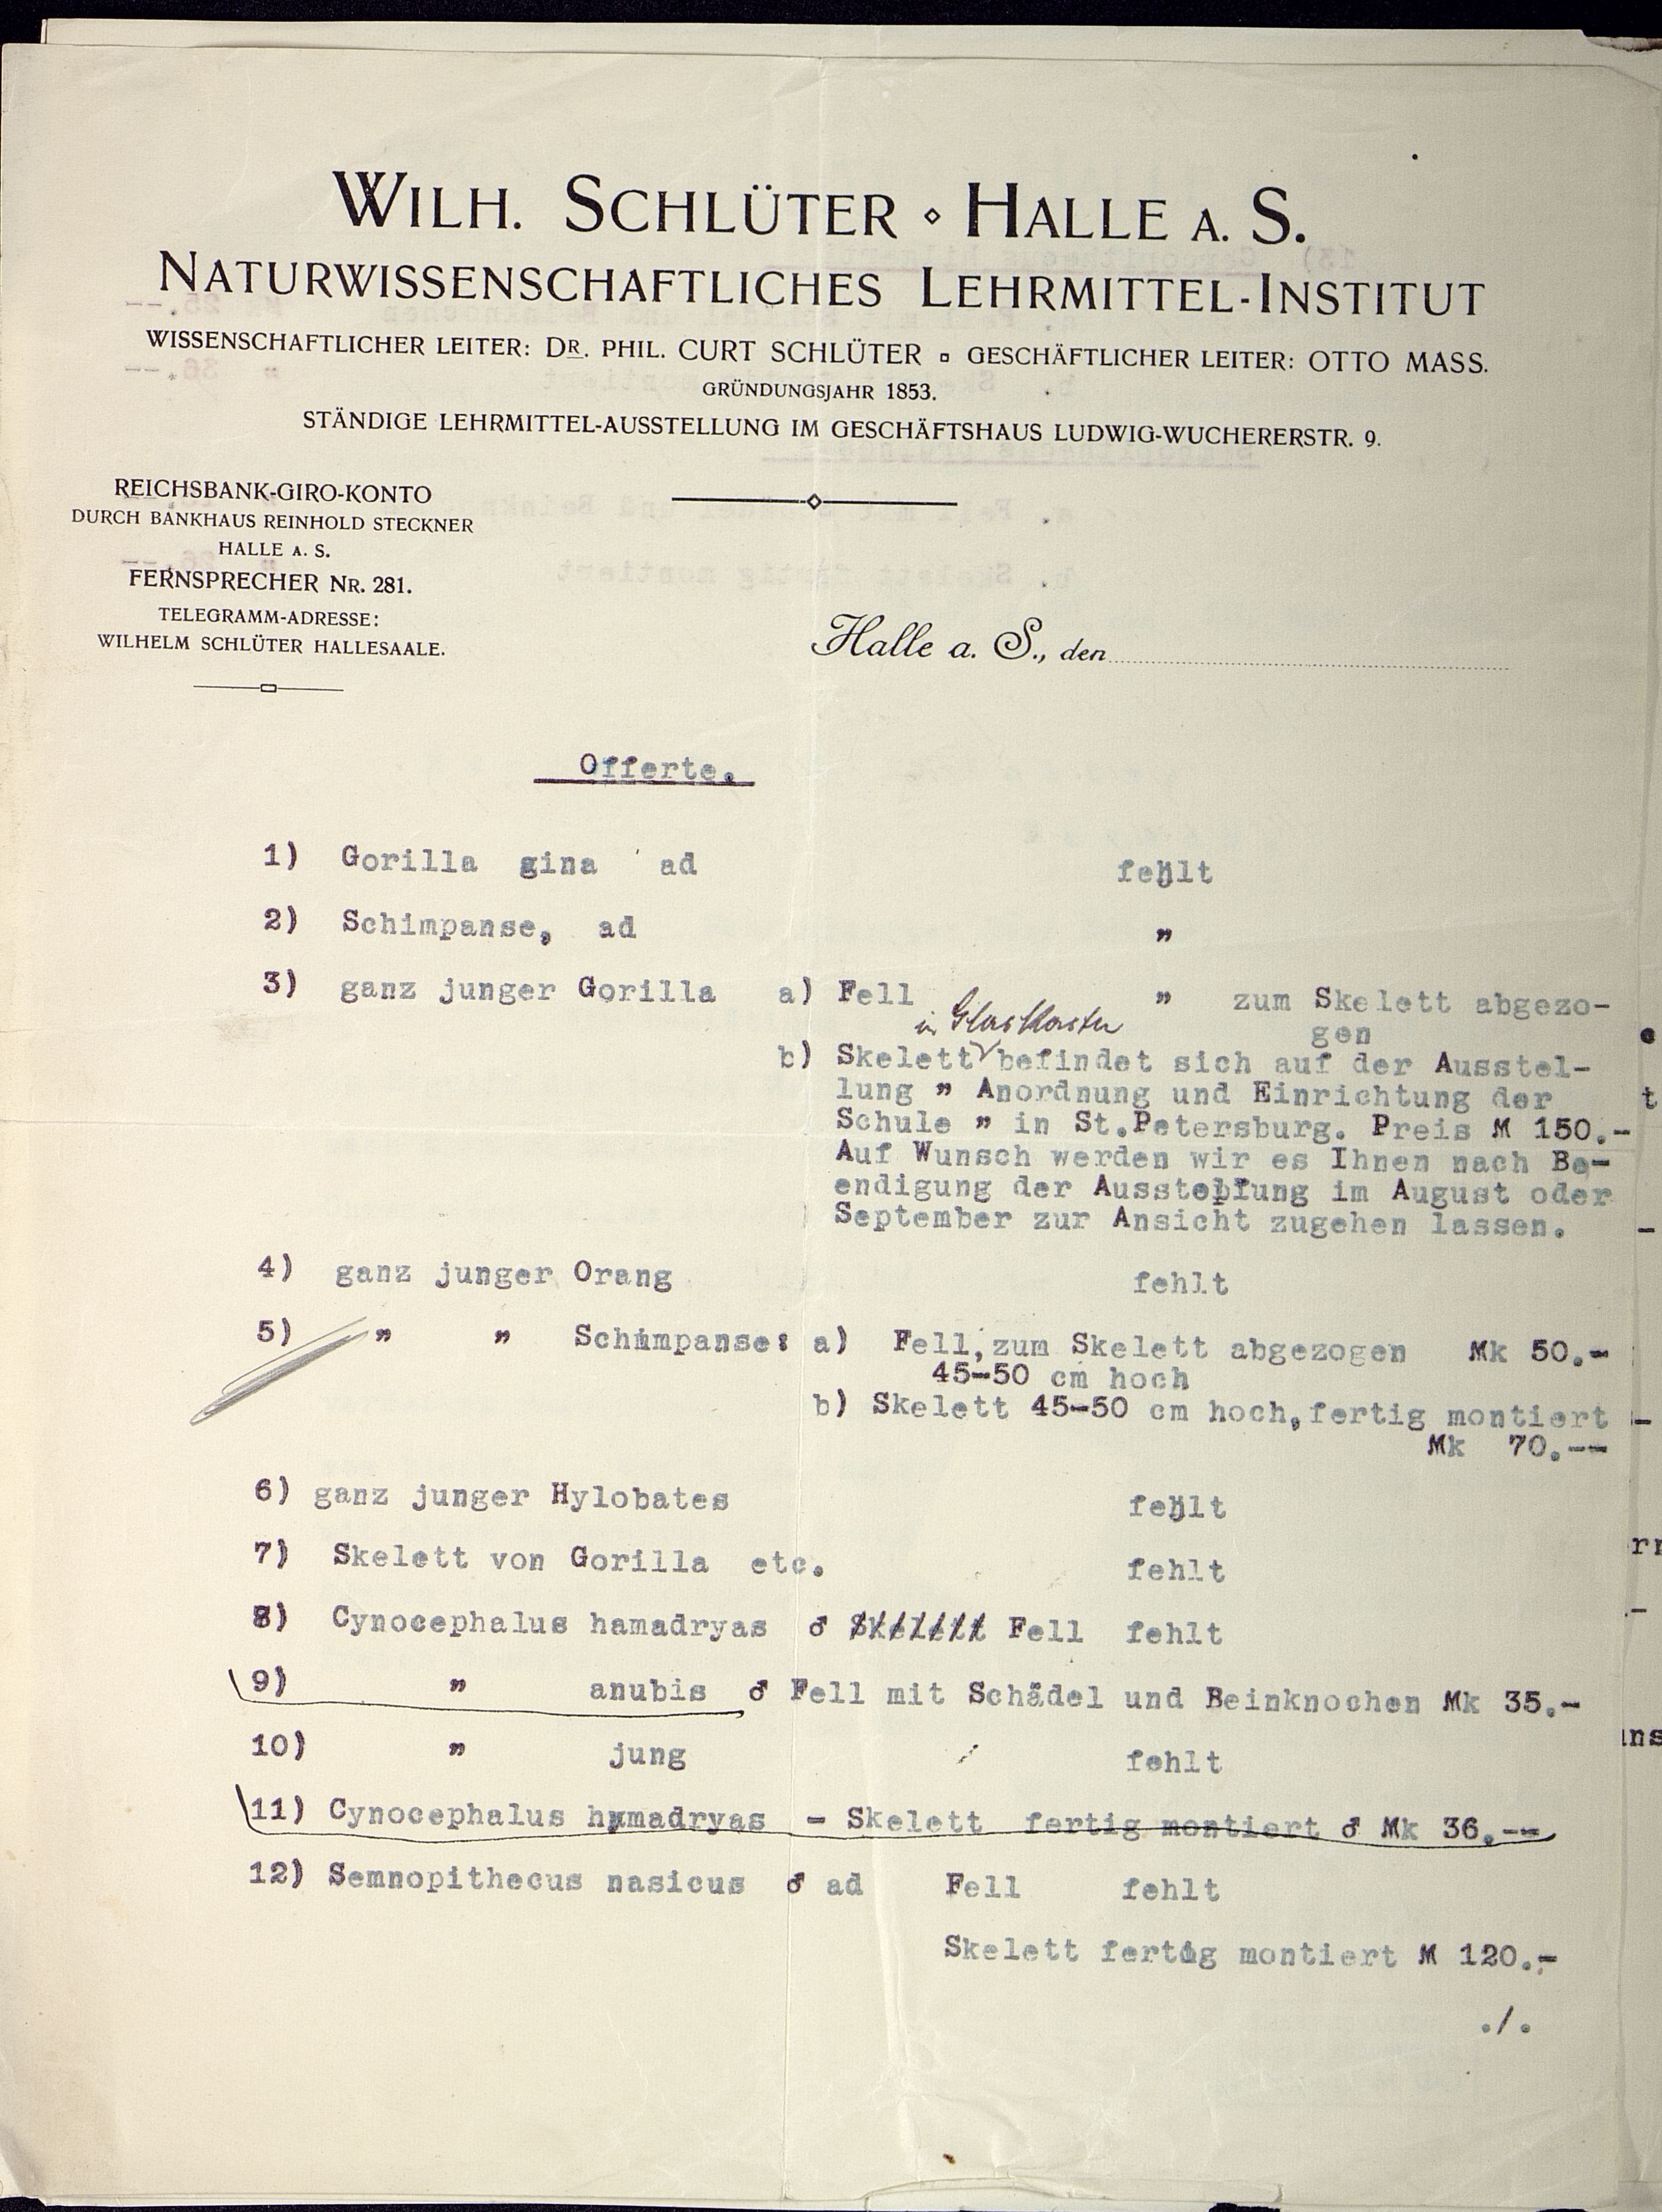 WILH. SCHLÜTER ⋄ HALLE A. S.
NATURWISSENSCHAFTLICHES LEHRMITTEL-INSTITUT
WISSENSCHAFTLICHER LEITER: DR. PHIL. CURT SCHLÜTER ▫ GESCHÄFTLICHER LEITER: OTTO MASS.
GRÜNDUNGSJAHR 1853.
STÄNDIGE LEHRMITTEL-AUSSTELLUNG IM GESCHÄFTSHAUS LUDWIG-WUCHERERSTR. 9.
REICHSBANK-GIRO-KONTO
DURCH BANKHAUS REINHOLD STECKNER
HALLE A. S.
FERNSPRECHER NR. 281.
TELEGRAMM-ADRESSE:
WILHELM SCHLÜTER HALLESAALE.
Halle a. S., den
Offerte.
1) Gorilla gina ad fehlt
2) Schimpanse, ad "
3) ganz junger Gorilla a) Fell " zum Skelett abgezo-
gen
in Glaskasten
b) Skelett befindet sich auf der Ausstel-
lung " Anordnung und Einrichtung der
Schule " in St.Petersburg. Preis M 150.-
Auf Wunsch werden wir es Ihnen nach Be-
endigung der Ausstellung im August oder
September zur Ansicht zugehen lassen.
4) ganz junger Orang fehlt
5) " " Schimpanse: a) Fell, zum Skelett abgezogen Mk 50.-
45-50 cm hoch
b) Skelett 45-50 cm hoch, fertig montiert
Mk 70.--
6) ganz junger Hylobates fehlt
7) Skelett von Gorilla etc. fehlt
8) Cynocephalus hamadryas ♂ Skelett Fell fehlt
9) " anubis ♂ Fell mit Schädel und Beinknochen Mk 35.-
10) " jung fehlt
11) Cynocephalus hamadryas - Skelett fertig montiert ♂ Mk 36.--
12) Semnopithecus nasicus ♂ ad Fell fehlt
Skelett fertig montiert M 120.-
./.